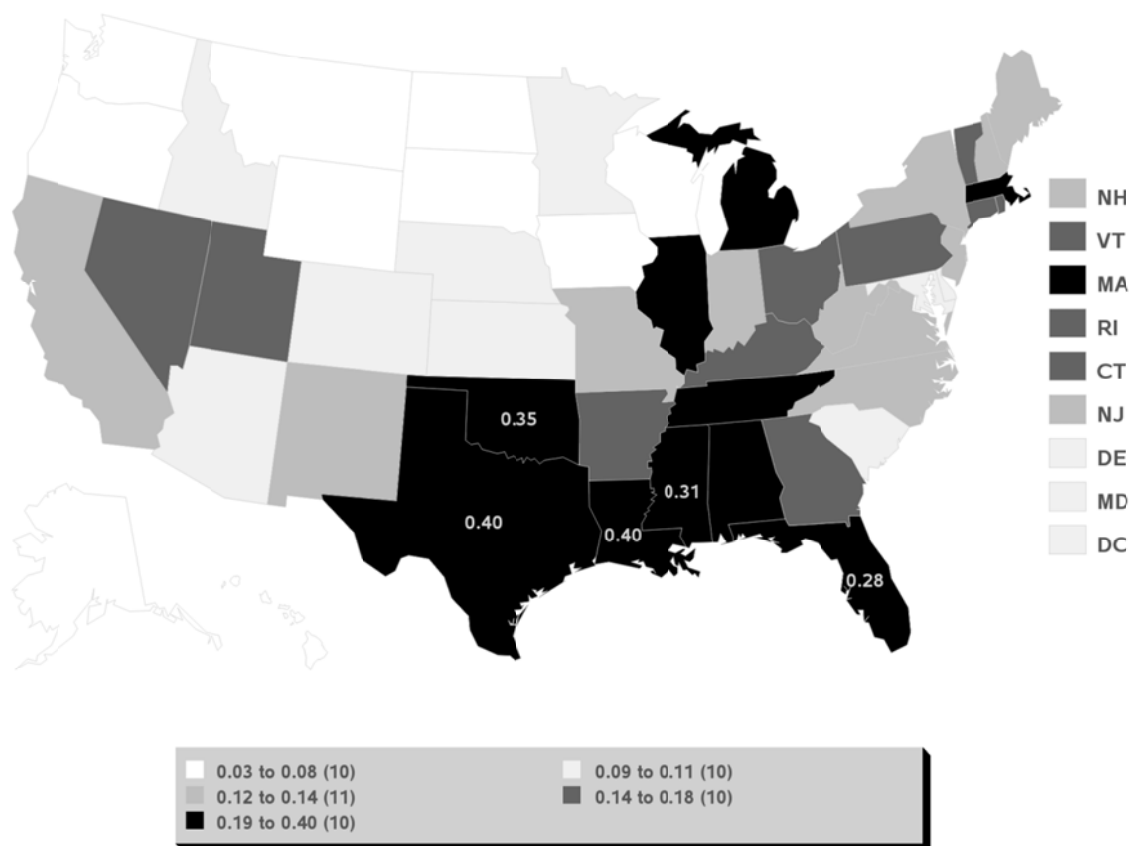 NH
VT
MA
RI
CT
NJ
DE
MD
DC
0.35
0.31
0.40
0.40
0.28
0.03 to 0.08 (10)
0.09 to 0.11 (10)
0.12 to 0.14 (11)
0.14 to 0.18 (10)
0.19 to 0.40 (10)